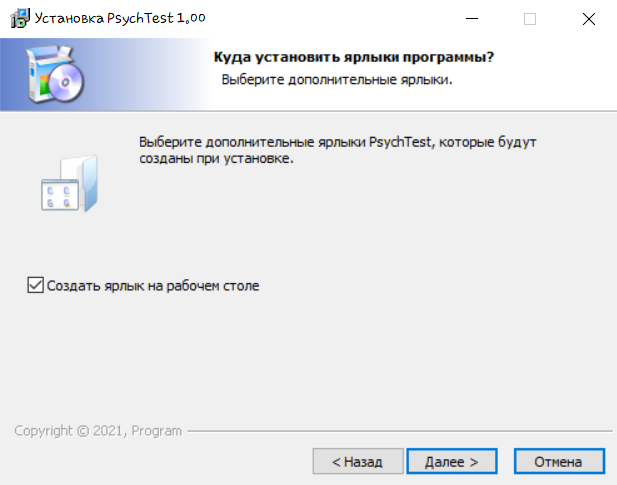 Установка PsychTest 1,00
Куда установить ярлыки программы?
Выберите дополнительные ярлыки.
Выберите дополнительные ярлыки PsychTest, которые будут
созданы при установке.
Создать ярлык на рабочем столе
Copyright © 2021, Program
< Назад Далее > Отмена